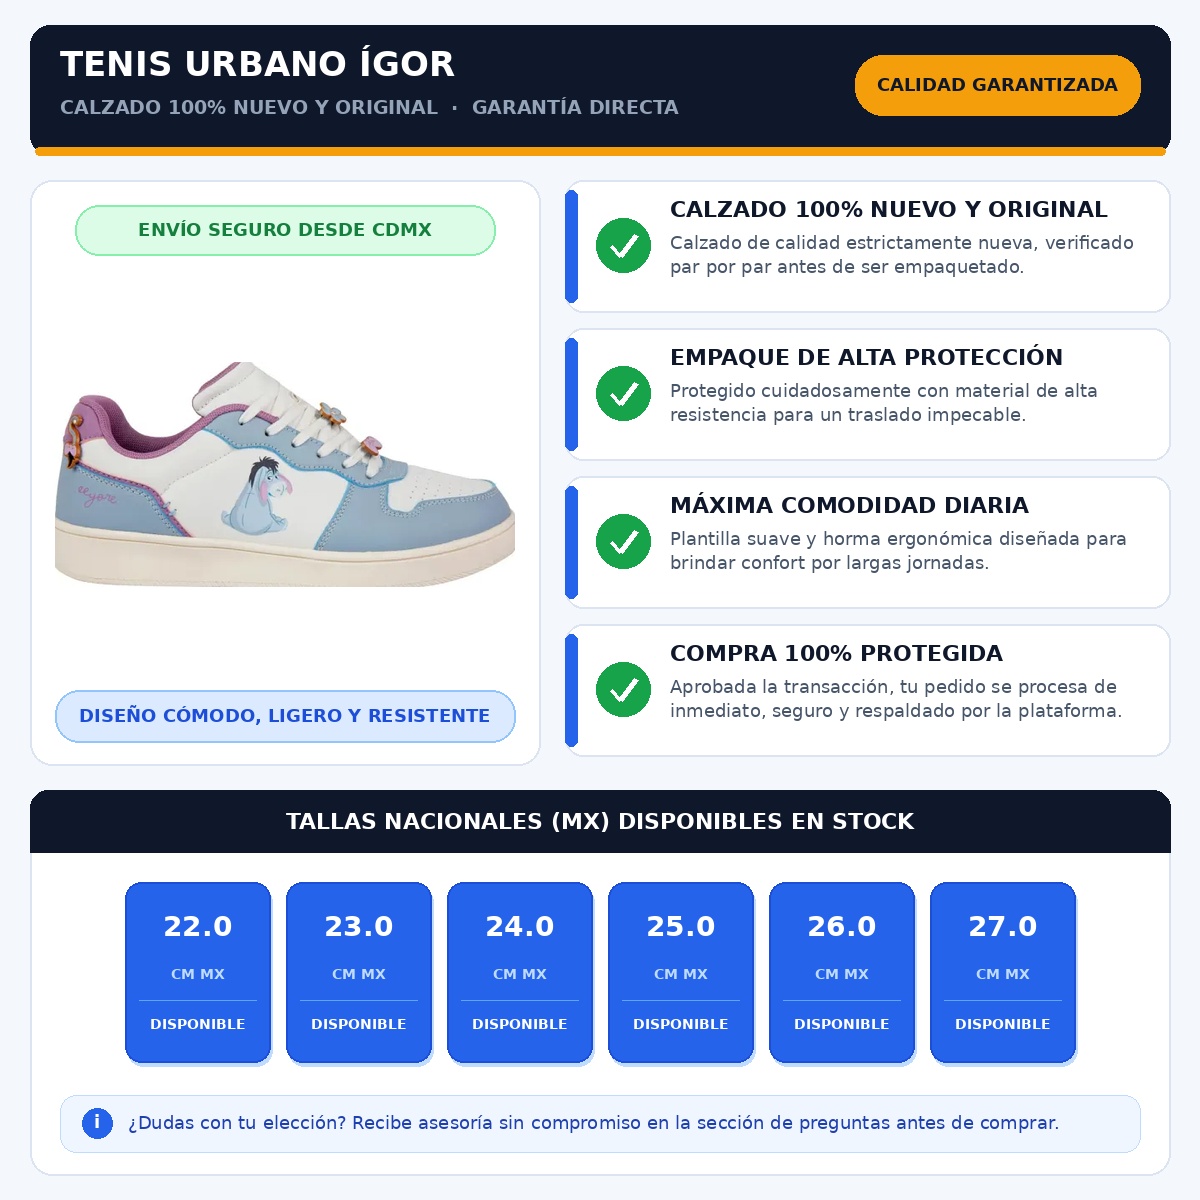 TENIS URBANO ÍGOR
CALZADO 100% NUEVO Y ORIGINAL · GARANTÍA DIRECTA
CALIDAD GARANTIZADA
ENVÍO SEGURO DESDE CDMX
eeyore
DISEÑO CÓMODO, LIGERO Y RESISTENTE
CALZADO 100% NUEVO Y ORIGINAL
Calzado de calidad estrictamente nueva, verificado
par por par antes de ser empaquetado.
EMPAQUE DE ALTA PROTECCIÓN
Protegido cuidadosamente con material de alta
resistencia para un traslado impecable.
MÁXIMA COMODIDAD DIARIA
Plantilla suave y horma ergonómica diseñada para
brindar confort por largas jornadas.
COMPRA 100% PROTEGIDA
Aprobada la transacción, tu pedido se procesa de
inmediato, seguro y respaldado por la plataforma.
TALLAS NACIONALES (MX) DISPONIBLES EN STOCK
22.0 23.0 24.0 25.0 26.0 27.0
CM MX CM MX CM MX CM MX CM MX CM MX
DISPONIBLE DISPONIBLE DISPONIBLE DISPONIBLE DISPONIBLE DISPONIBLE
i ¿Dudas con tu elección? Recibe asesoría sin compromiso en la sección de preguntas antes de comprar.